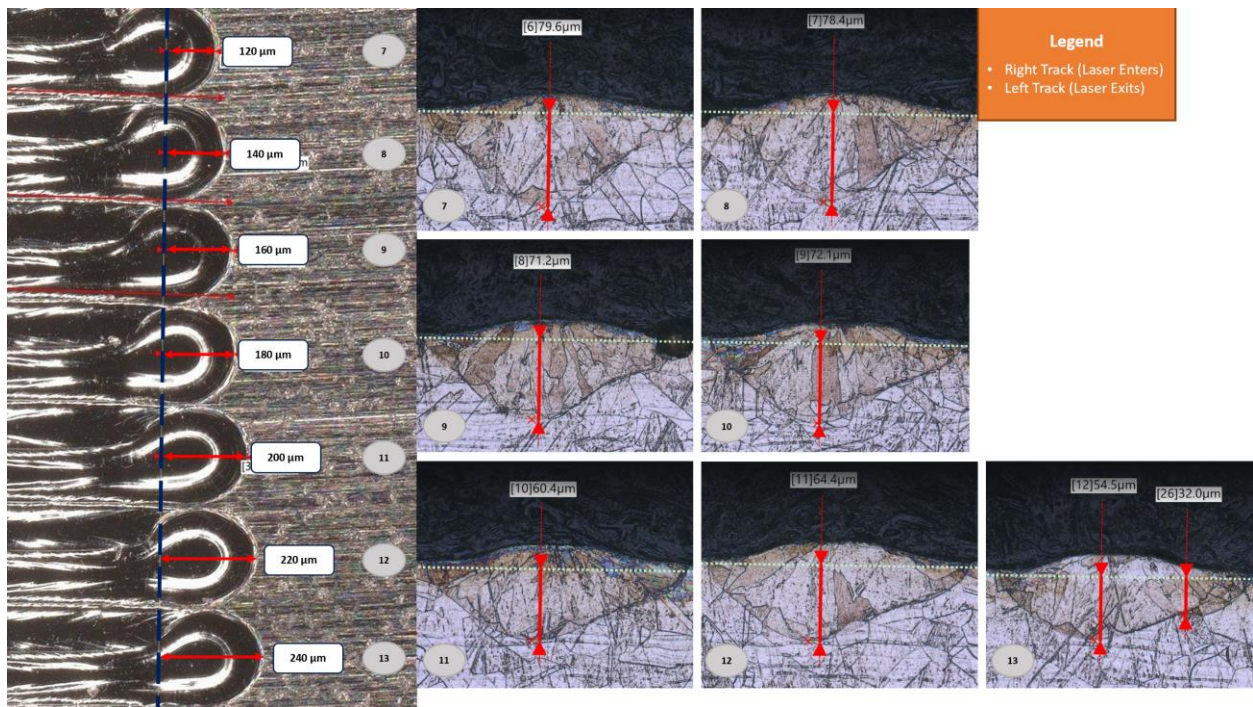 120 µm
7
140 µm
8
160 µm
9
180 µm
10
200 µm
11
220 µm
12
240 µm
13
[6]79.6µm
7
[7]78.4µm
8
[8]71.2µm
9
[9]72.1µm
10
[10]60.4µm
11
[11]64.4µm
12
[12]54.5µm
[26]32.0µm
13
Legend
• Right Track (Laser Enters)
• Left Track (Laser Exits)